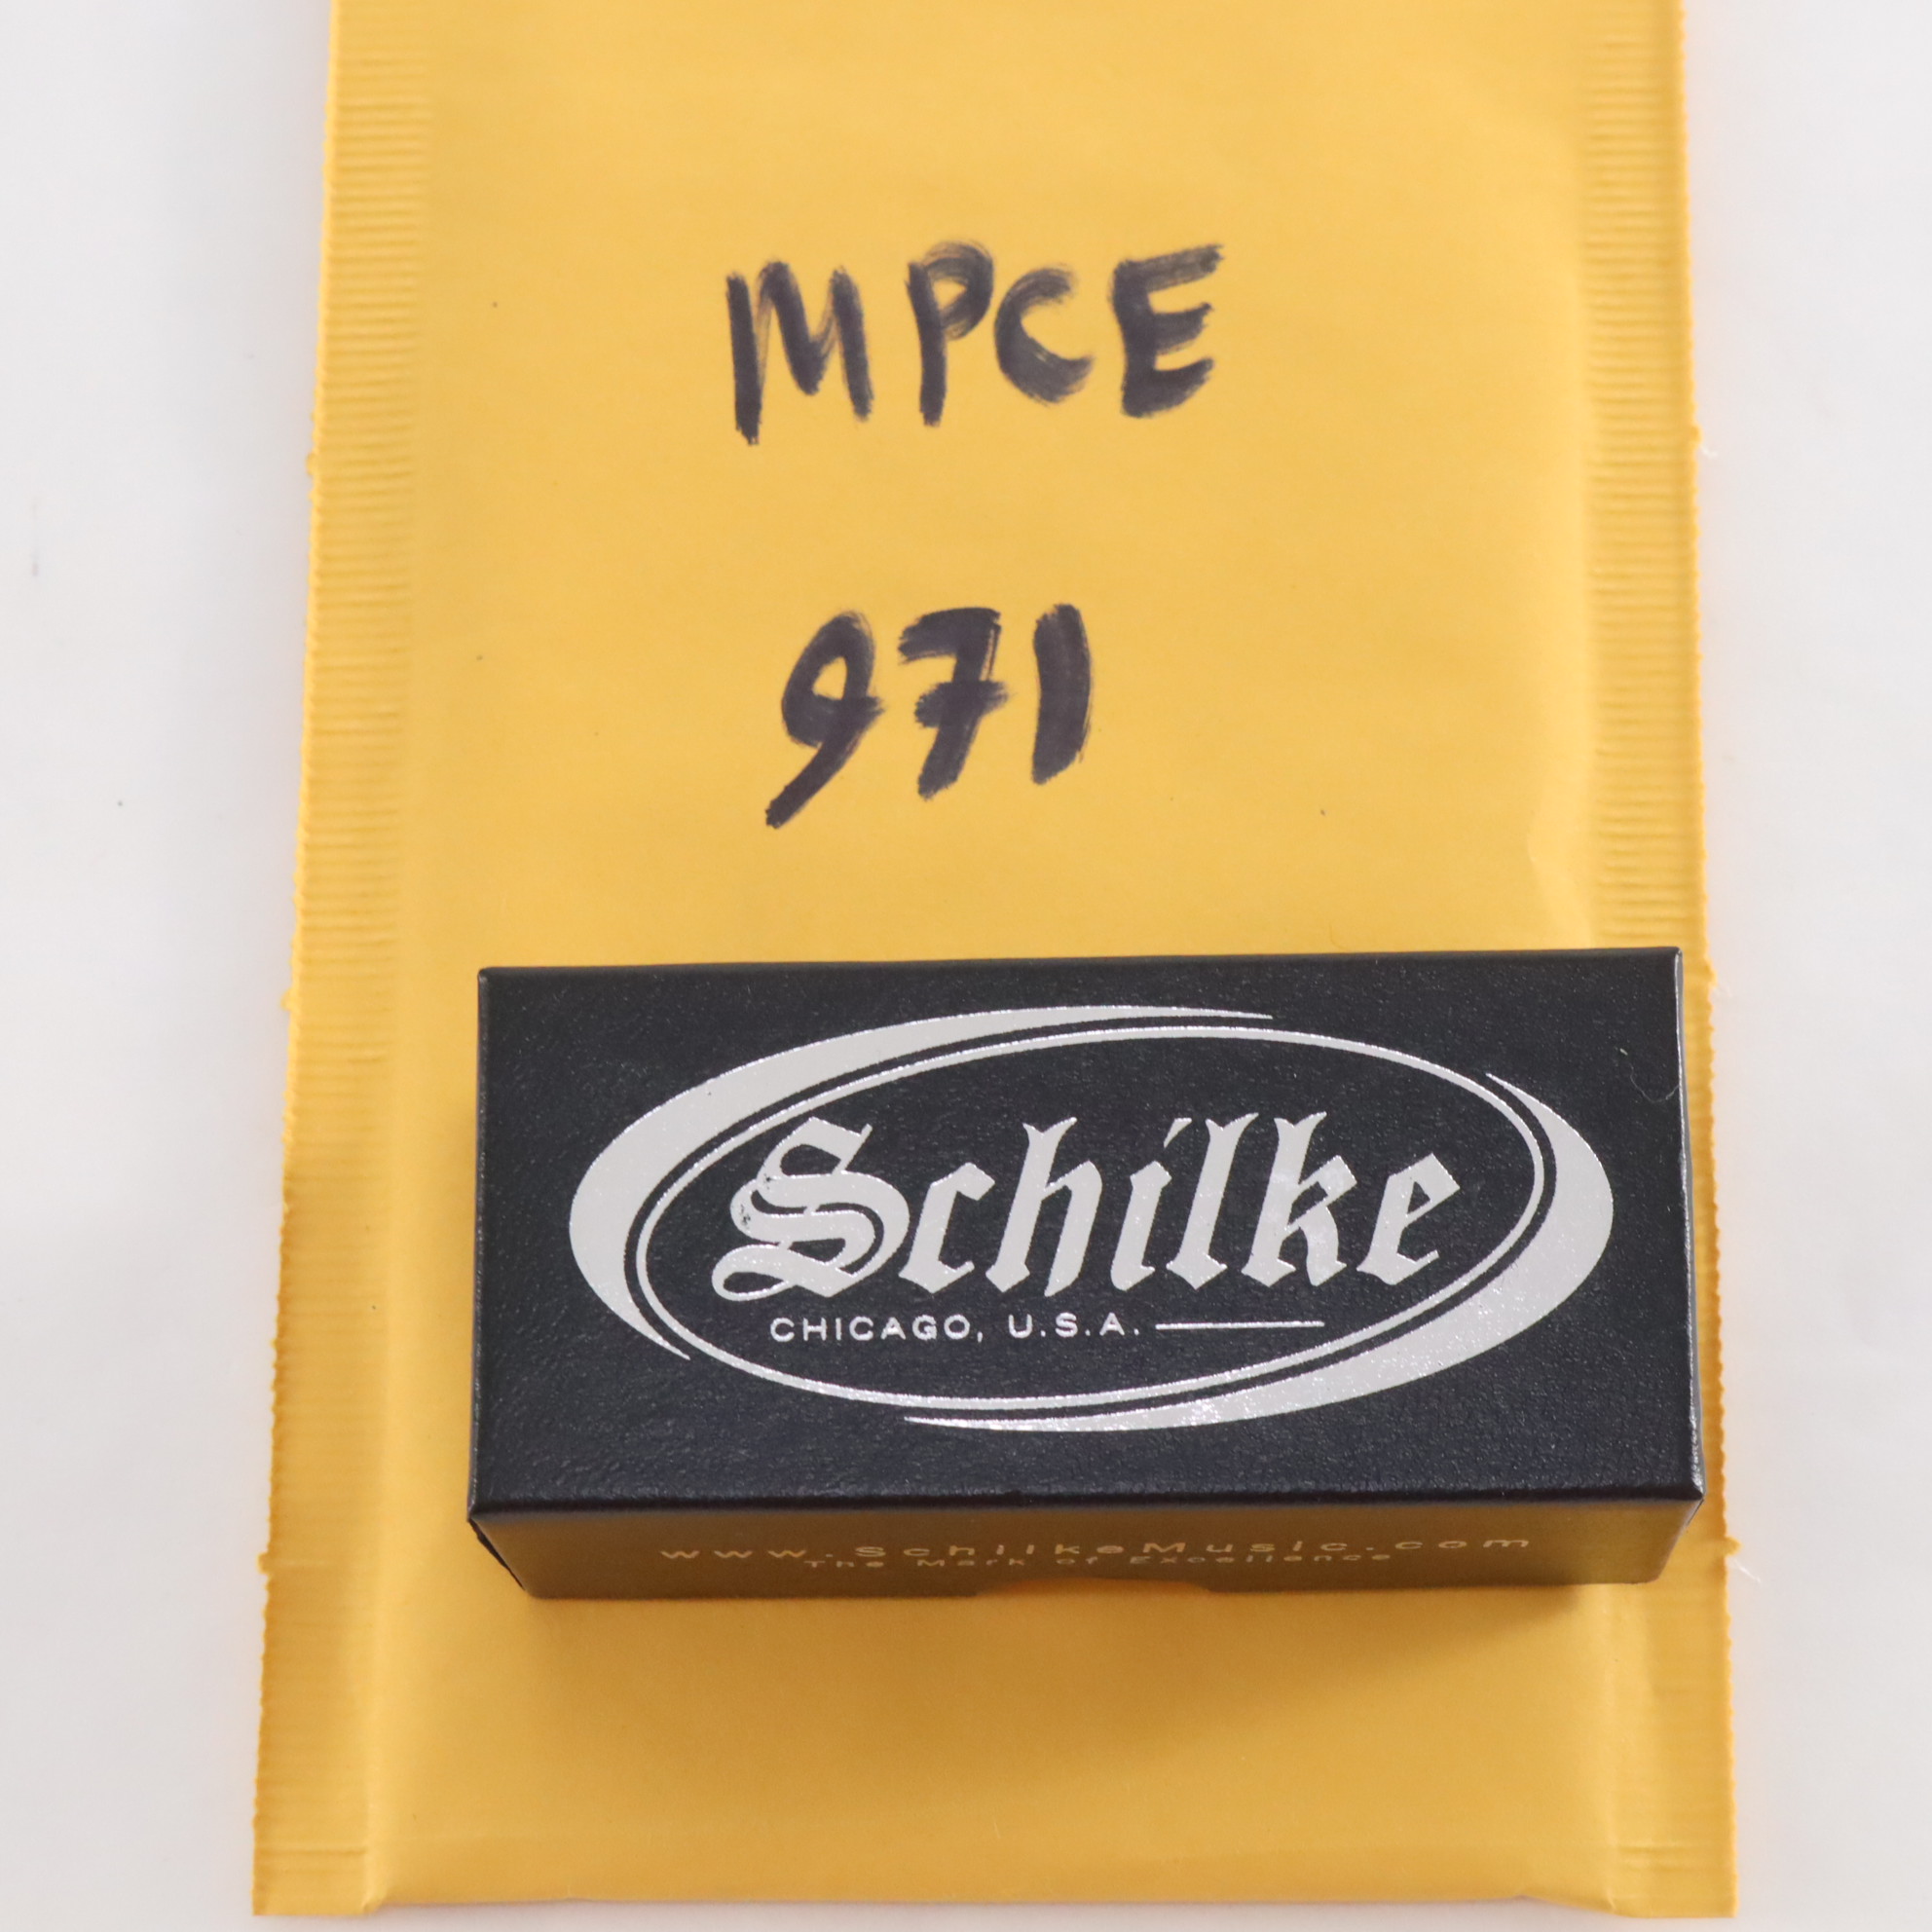 MPCE
971
Schilke
CHICAGO, U.S.A.
www.SchilkeMusic.com
The Mark of Excellence